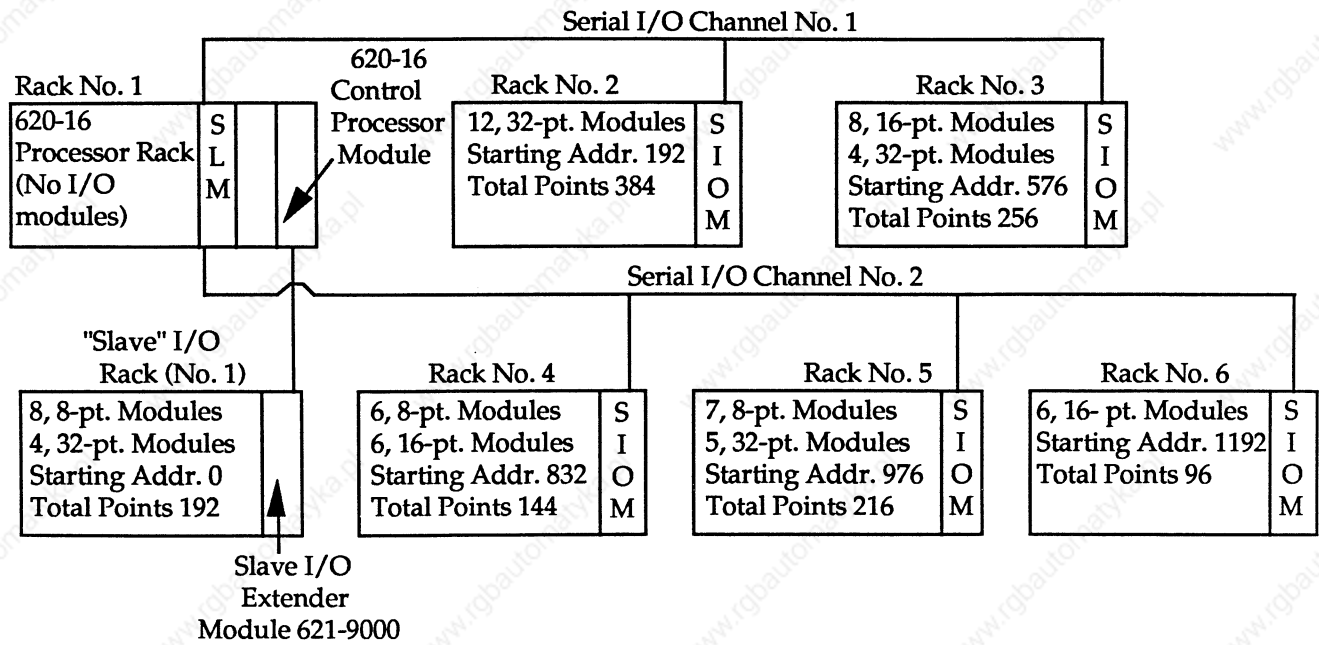 Serial I/O Channel No. 1
Rack No. 1
620-16
Processor Rack
(No I/O
modules)
S
L
M
620-16
Control
Processor
Module
Rack No. 2
12, 32-pt. Modules
Starting Addr. 192
Total Points 384
S
I
O
M
Rack No. 3
8, 16-pt. Modules
4, 32-pt. Modules
Starting Addr. 576
Total Points 256
S
I
O
M
Serial I/O Channel No. 2
"Slave" I/O
Rack (No. 1)
8, 8-pt. Modules
4, 32-pt. Modules
Starting Addr. 0
Total Points 192
Slave I/O
Extender
Module 621-9000
Rack No. 4
6, 8-pt. Modules
6, 16-pt. Modules
Starting Addr. 832
Total Points 144
S
I
O
M
Rack No. 5
7, 8-pt. Modules
5, 32-pt. Modules
Starting Addr. 976
Total Points 216
S
I
O
M
Rack No. 6
6, 16- pt. Modules
Starting Addr. 1192
Total Points 96
S
I
O
M
www.rgbautomatyka.pl